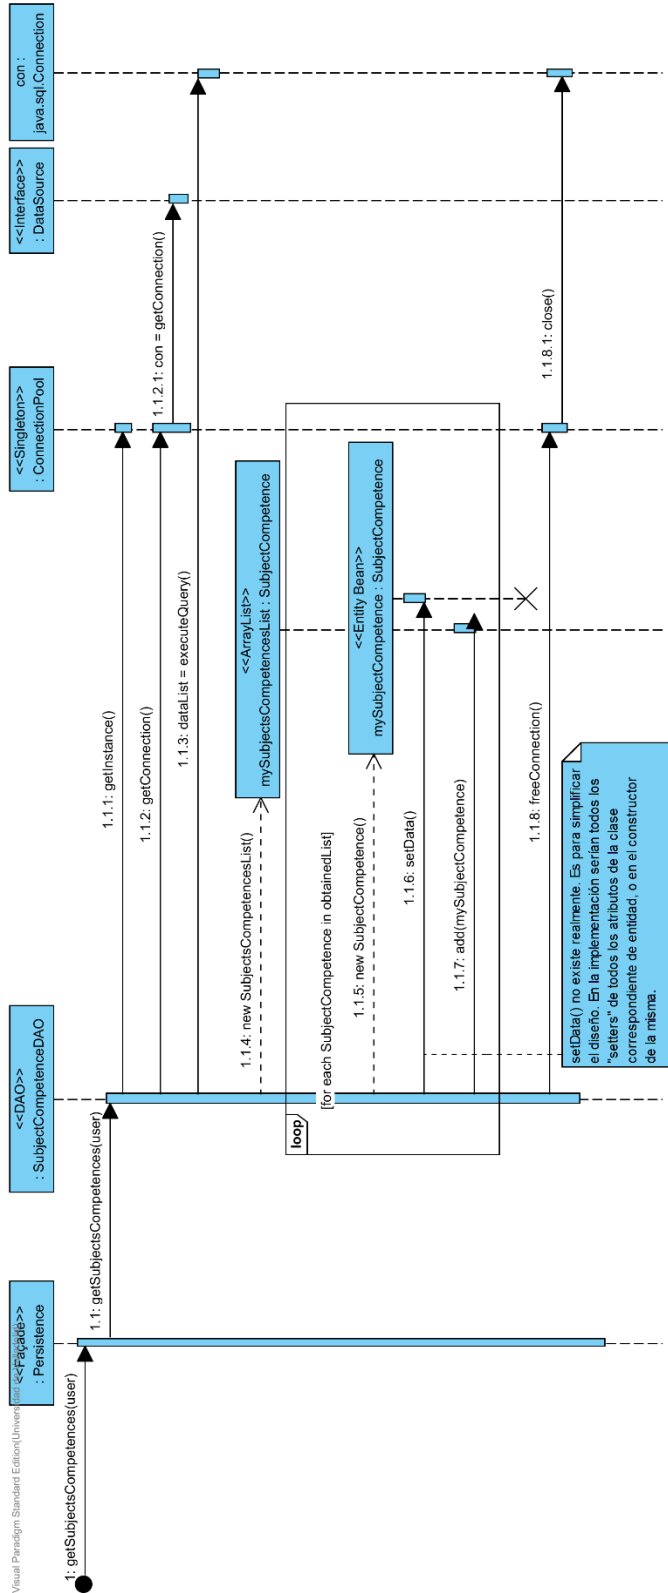 Visual Paradigm Standard Edition(Universidad de
<<Façade>>
: Persistence
<<DAO>>
: SubjectCompetenceDAO
<<Singleton>>
: ConnectionPool
<<Interface>>
: DataSource
con :
java.sql.Connection
1: getSubjectsCompetences(user)
1.1: getSubjectsCompetences(user)
1.1.1: getInstance()
1.1.2: getConnection()
1.1.2.1: con = getConnection()
1.1.3: dataList = executeQuery()
1.1.4: new SubjectsCompetencesList()
<<ArrayList>>
mySubjectsCompetencesList : SubjectCompetence
loop
[for each SubjectCompetence in obtainedList]
1.1.5: new SubjectCompetence()
<<Entity Bean>>
mySubjectCompetence : SubjectCompetence
1.1.6: setData()
1.1.7: add(mySubjectCompetence)
1.1.8: freeConnection()
1.1.8.1: close()
setData() no existe realmente. Es para simplificar
el diseño. En la implementación serían todos los
"setters" de todos los atributos de la clase
correspondiente de entidad, o en el constructor
de la misma.